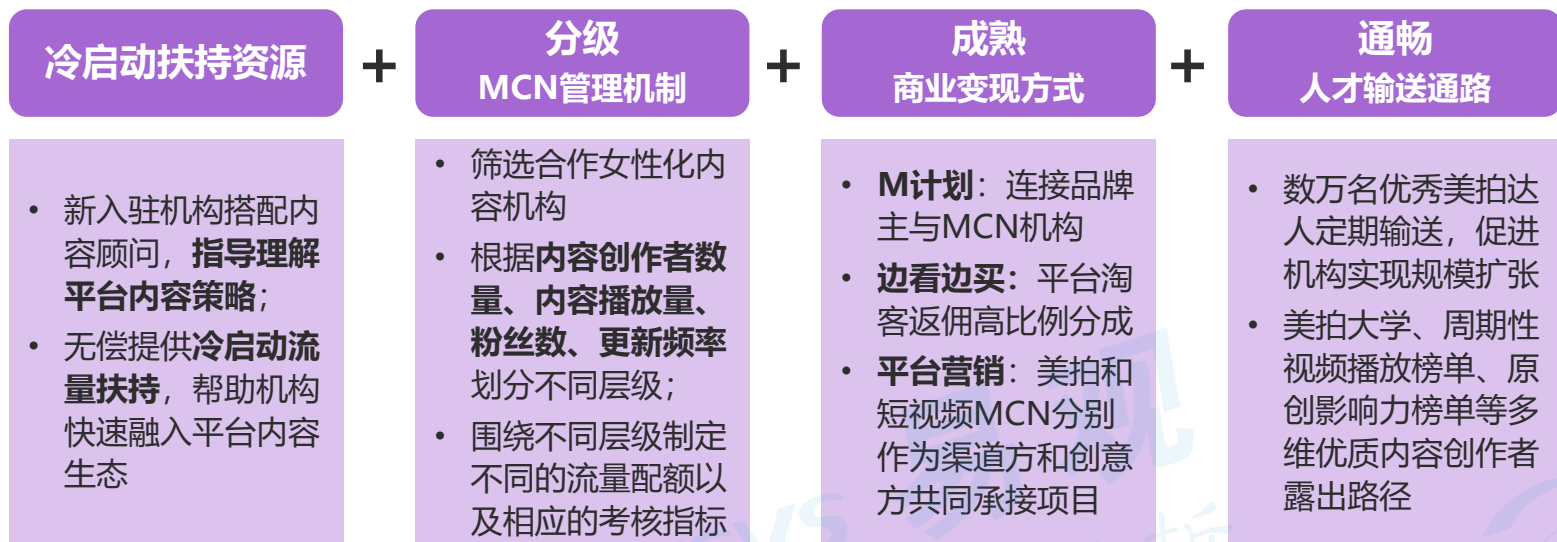 冷启动扶持资源
+
分级
MCN管理机制
+
成熟
商业变现方式
+
通畅
人才输送通路
• 新入驻机构搭配内
容顾问，指导理解
平台内容策略；
• 无偿提供冷启动流
量扶持，帮助机构
快速融入平台内容
生态
• 筛选合作女性化内
容机构
• 根据内容创作者数
量、内容播放量、
粉丝数、更新频率
划分不同层级；
• 围绕不同层级制定
不同的流量配额以
及相应的考核指标
• M计划：连接品牌
主与MCN机构
• 边看边买：平台淘
客返佣高比例分成
• 平台营销：美拍和
短视频MCN分别
作为渠道方和创意
方共同承接项目
• 数万名优秀美拍达
人定期输送，促进
机构实现规模扩张
• 美拍大学、周期性
视频播放榜单、原
创影响力榜单等多
维优质内容创作者
露出路径
易观